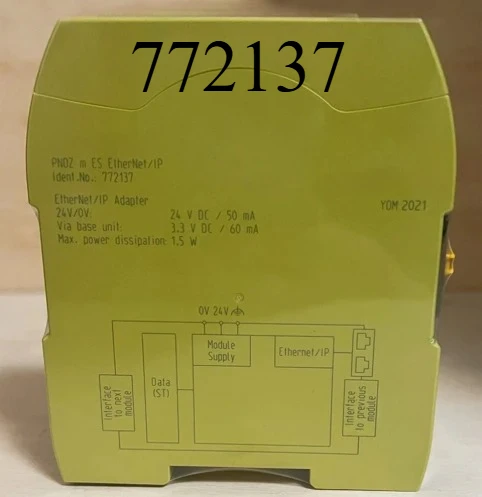 772137
PNOZ m ES EtherNet/IP
Ident.No.: 772137
EtherNet/IP Adapter
24V/0V: 24 V DC / 50 mA
Via base unit: 3.3 V DC / 60 mA
Max. power dissipation: 1.5 W
YOM 2021
0V 24V
Module
Supply
Ethernet/IP
Data
(ST)
Interface
to next
module
Interface
to previous
module